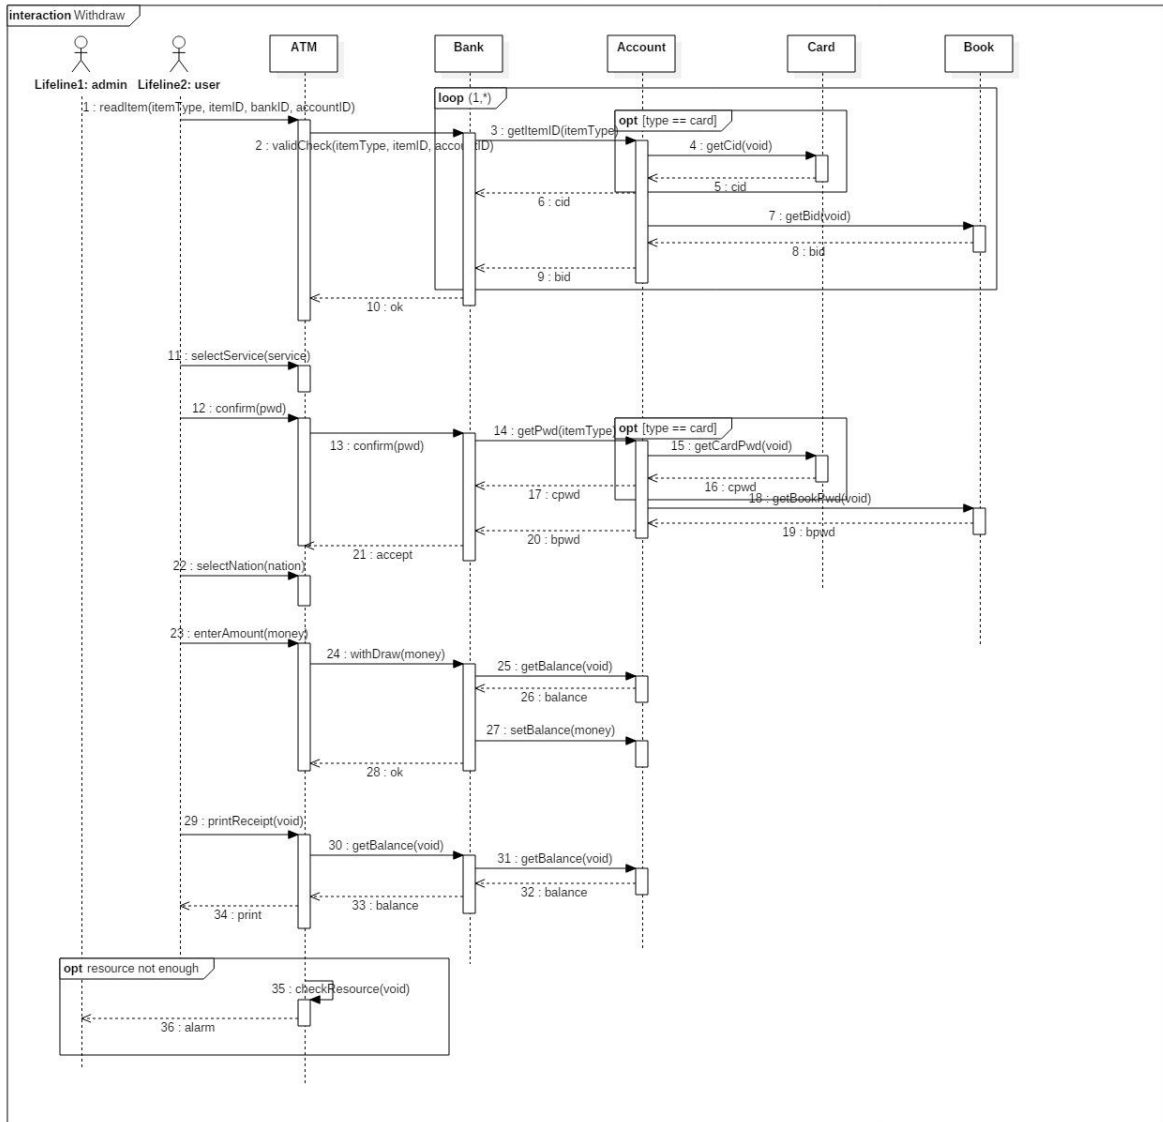 interaction Withdraw
Lifeline1: admin
Lifeline2: user
ATM
Bank
Account
Card
Book
loop (1,*)
1 : readItem(itemType, itemID, bankID, accountID)
opt [type == card]
2 : validCheck(itemType, itemID, accountID)
3 : getItemID(itemType)
4 : getCid(void)
5 : cid
6 : cid
7 : getBid(void)
8 : bid
9 : bid
10 : ok
11 : selectService(service)
12 : confirm(pwd)
13 : confirm(pwd)
opt [type == card]
14 : getPwd(itemType)
15 : getCardPwd(void)
16 : cpwd
17 : cpwd
18 : getBookPwd(void)
19 : bpwd
20 : bpwd
21 : accept
22 : selectNation(nation)
23 : enterAmount(money)
24 : withDraw(money)
25 : getBalance(void)
26 : balance
27 : setBalance(money)
28 : ok
29 : printReceipt(void)
30 : getBalance(void)
31 : getBalance(void)
32 : balance
33 : balance
34 : print
opt resource not enough
35 : checkResource(void)
36 : alarm